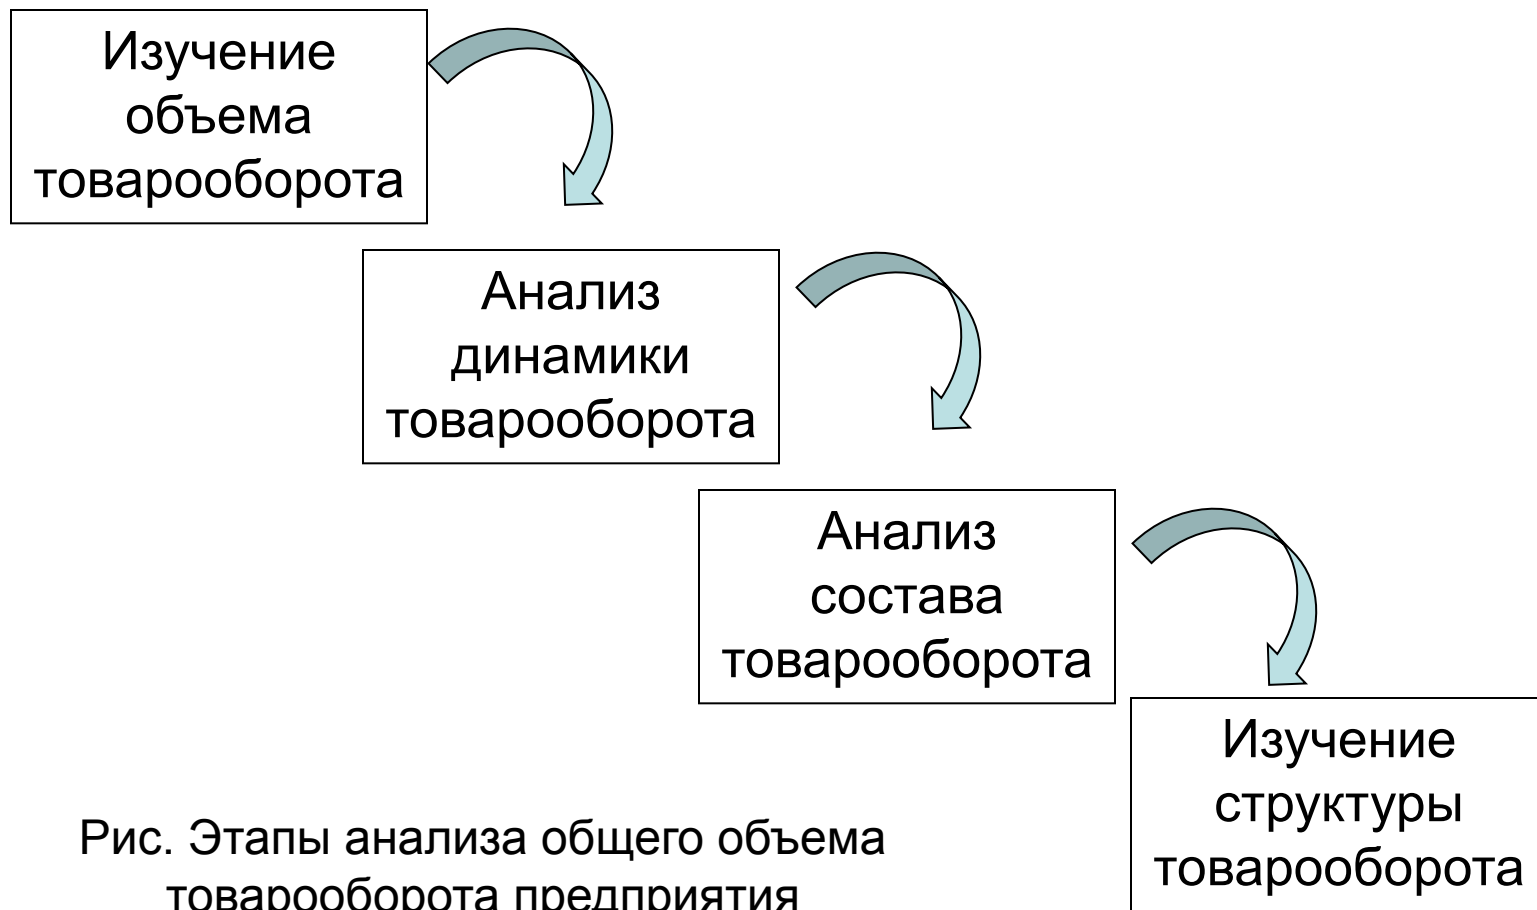 Изучение
объема
товарооборота
Анализ
динамики
товарооборота
Анализ
состава
товарооборота
Изучение
структуры
товарооборота
Рис. Этапы анализа общего объема
товарооборота предприятия